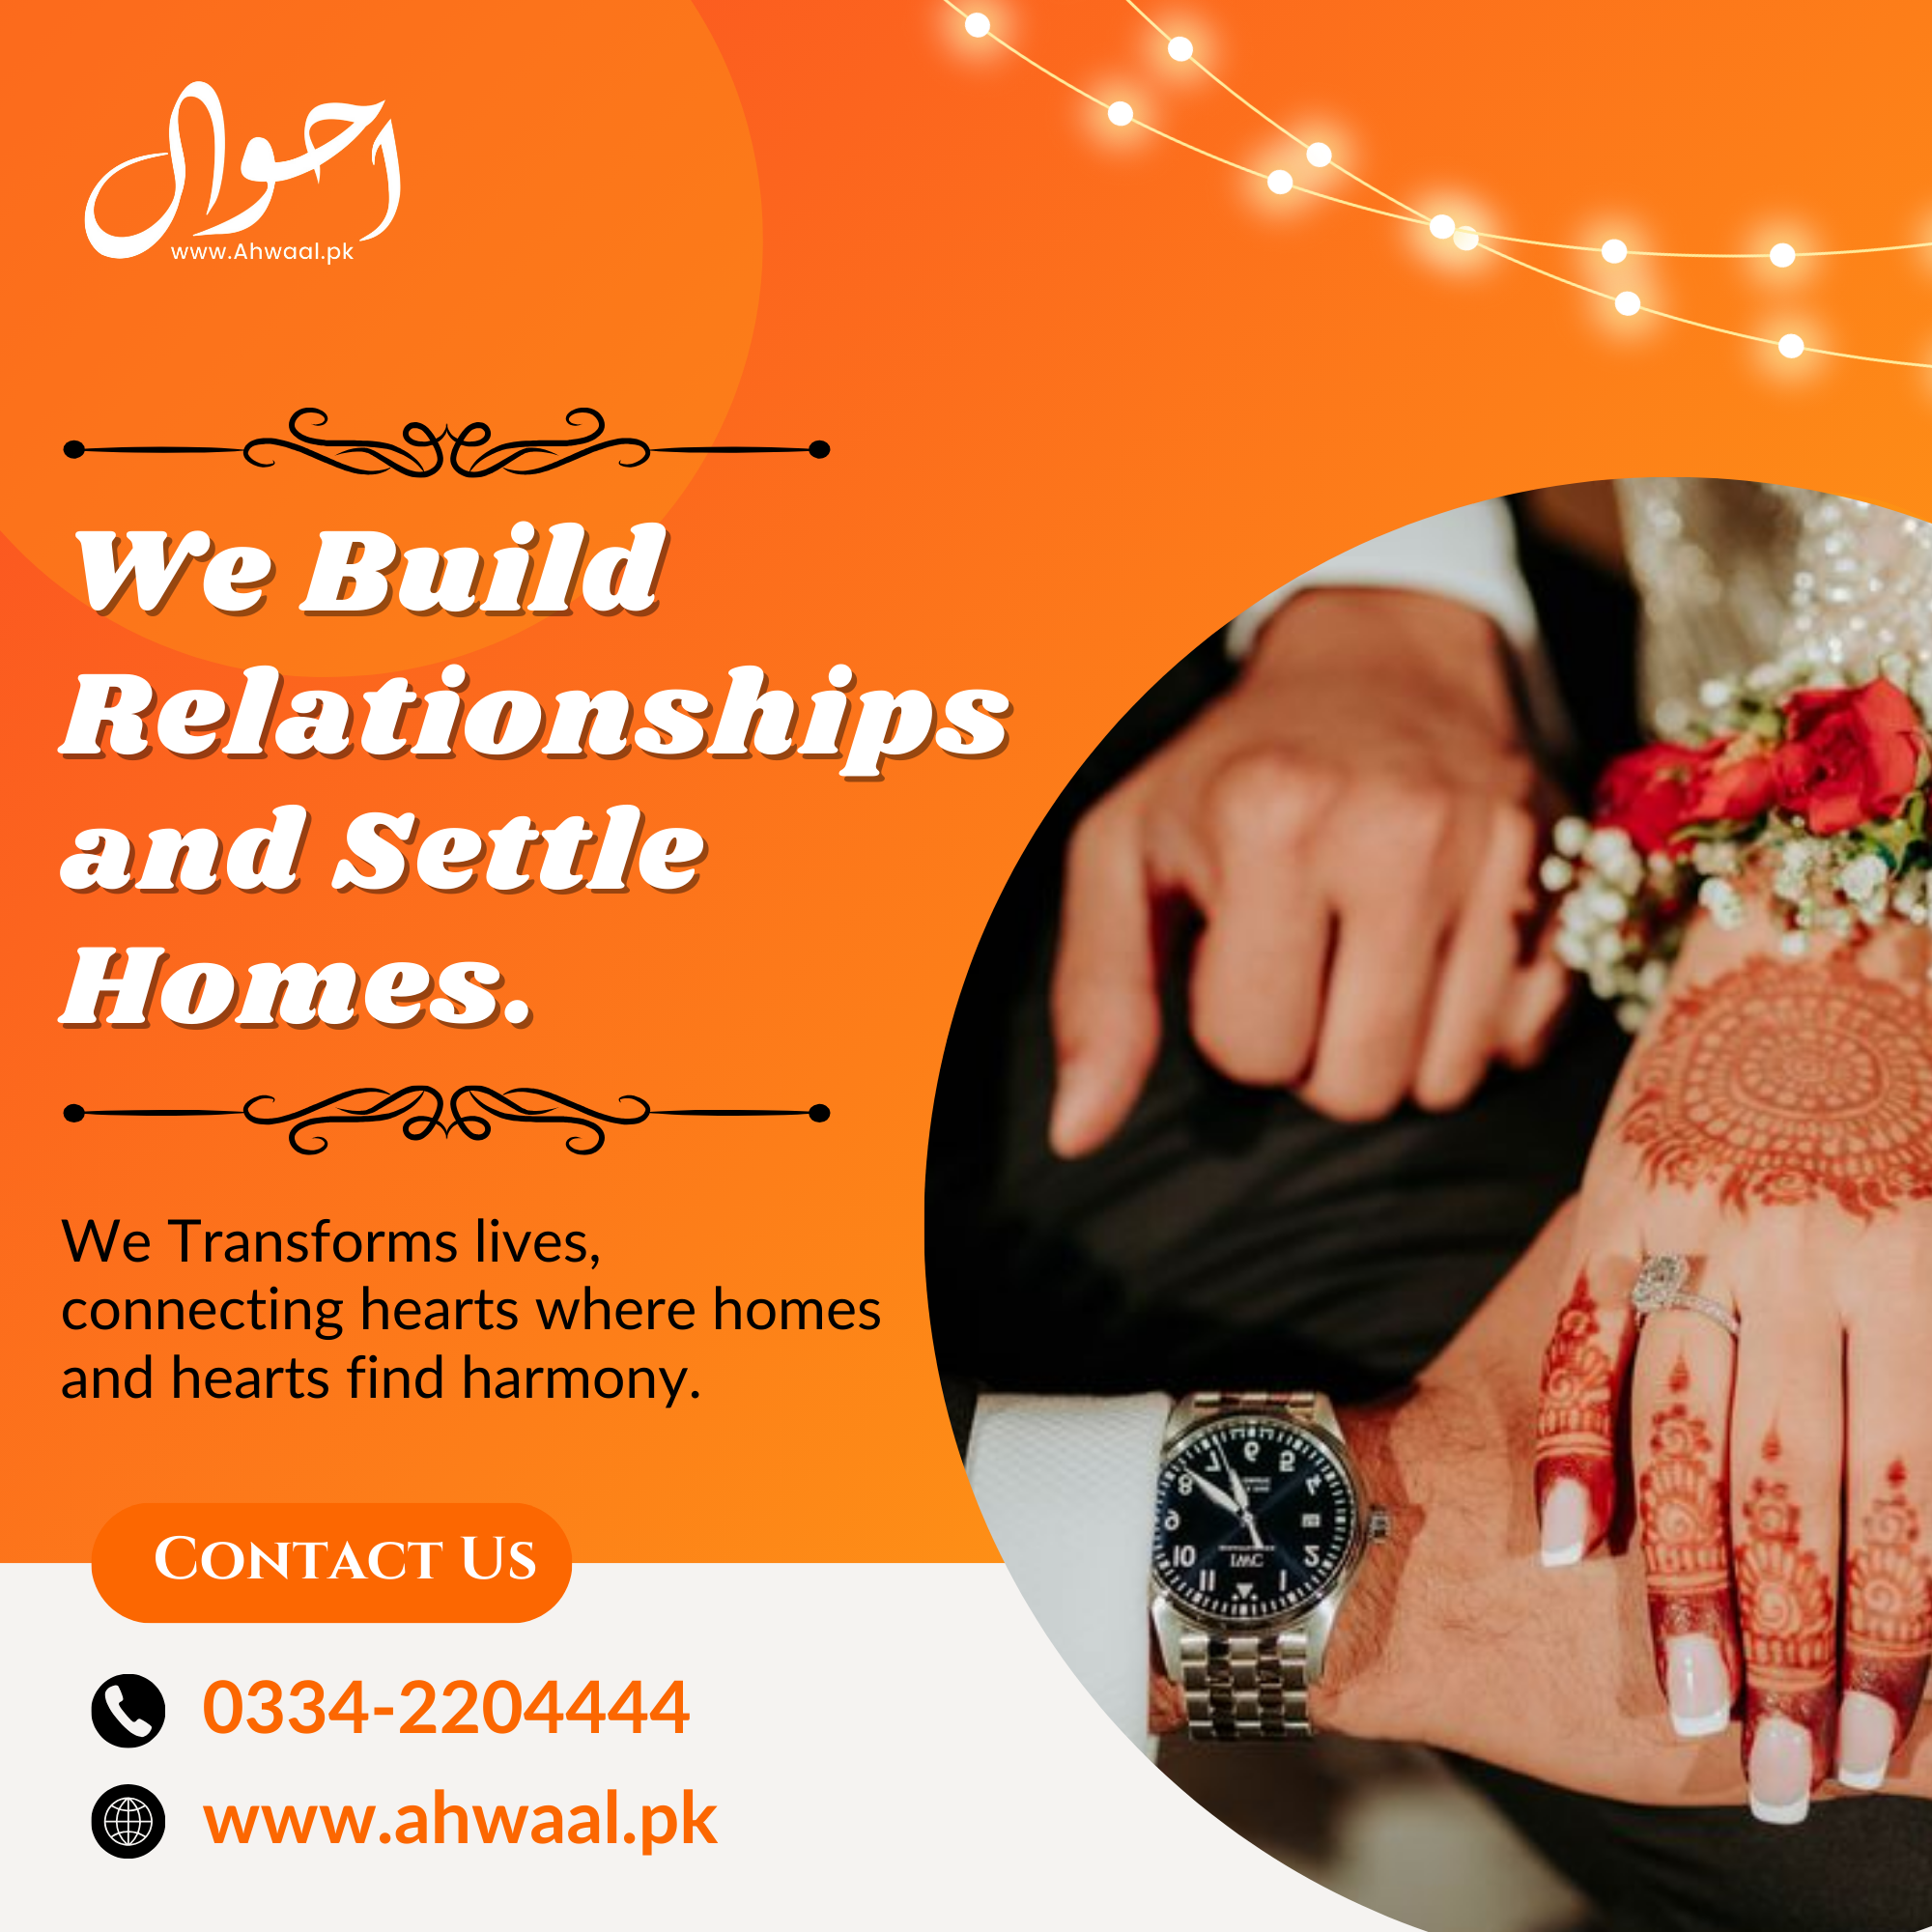 احوال
www.Ahwaal.pk
We Build
Relationships
and Settle
Homes.
We Transforms lives,
connecting hearts where homes
and hearts find harmony.
Contact Us
0334-2204444
www.ahwaal.pk
IWC